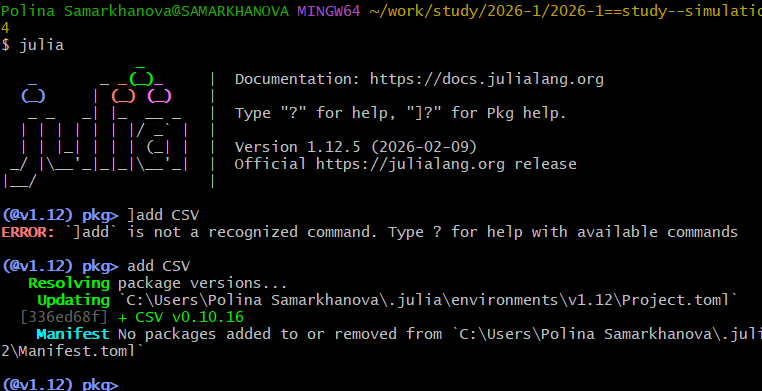 Polina Samarkhanova@SAMARKHANOVA MINGW64 ~/work/study/2026-1/2026-1==study--simulatio
4
$ julia
Documentation: https://docs.julialang.org
Type "?" for help, "]?" for Pkg help.
Version 1.12.5 (2026-02-09)
Official https://julialang.org release
(@v1.12) pkg> ]add CSV
ERROR: `]add` is not a recognized command. Type ? for help with available commands
(@v1.12) pkg> add CSV
Resolving package versions...
Updating `C:\Users\Polina Samarkhanova\.julia\environments\v1.12\Project.toml`
[336ed68f] + CSV v0.10.16
Manifest No packages added to or removed from `C:\Users\Polina Samarkhanova\.juli
2\Manifest.toml`
(@v1.12) pkg>